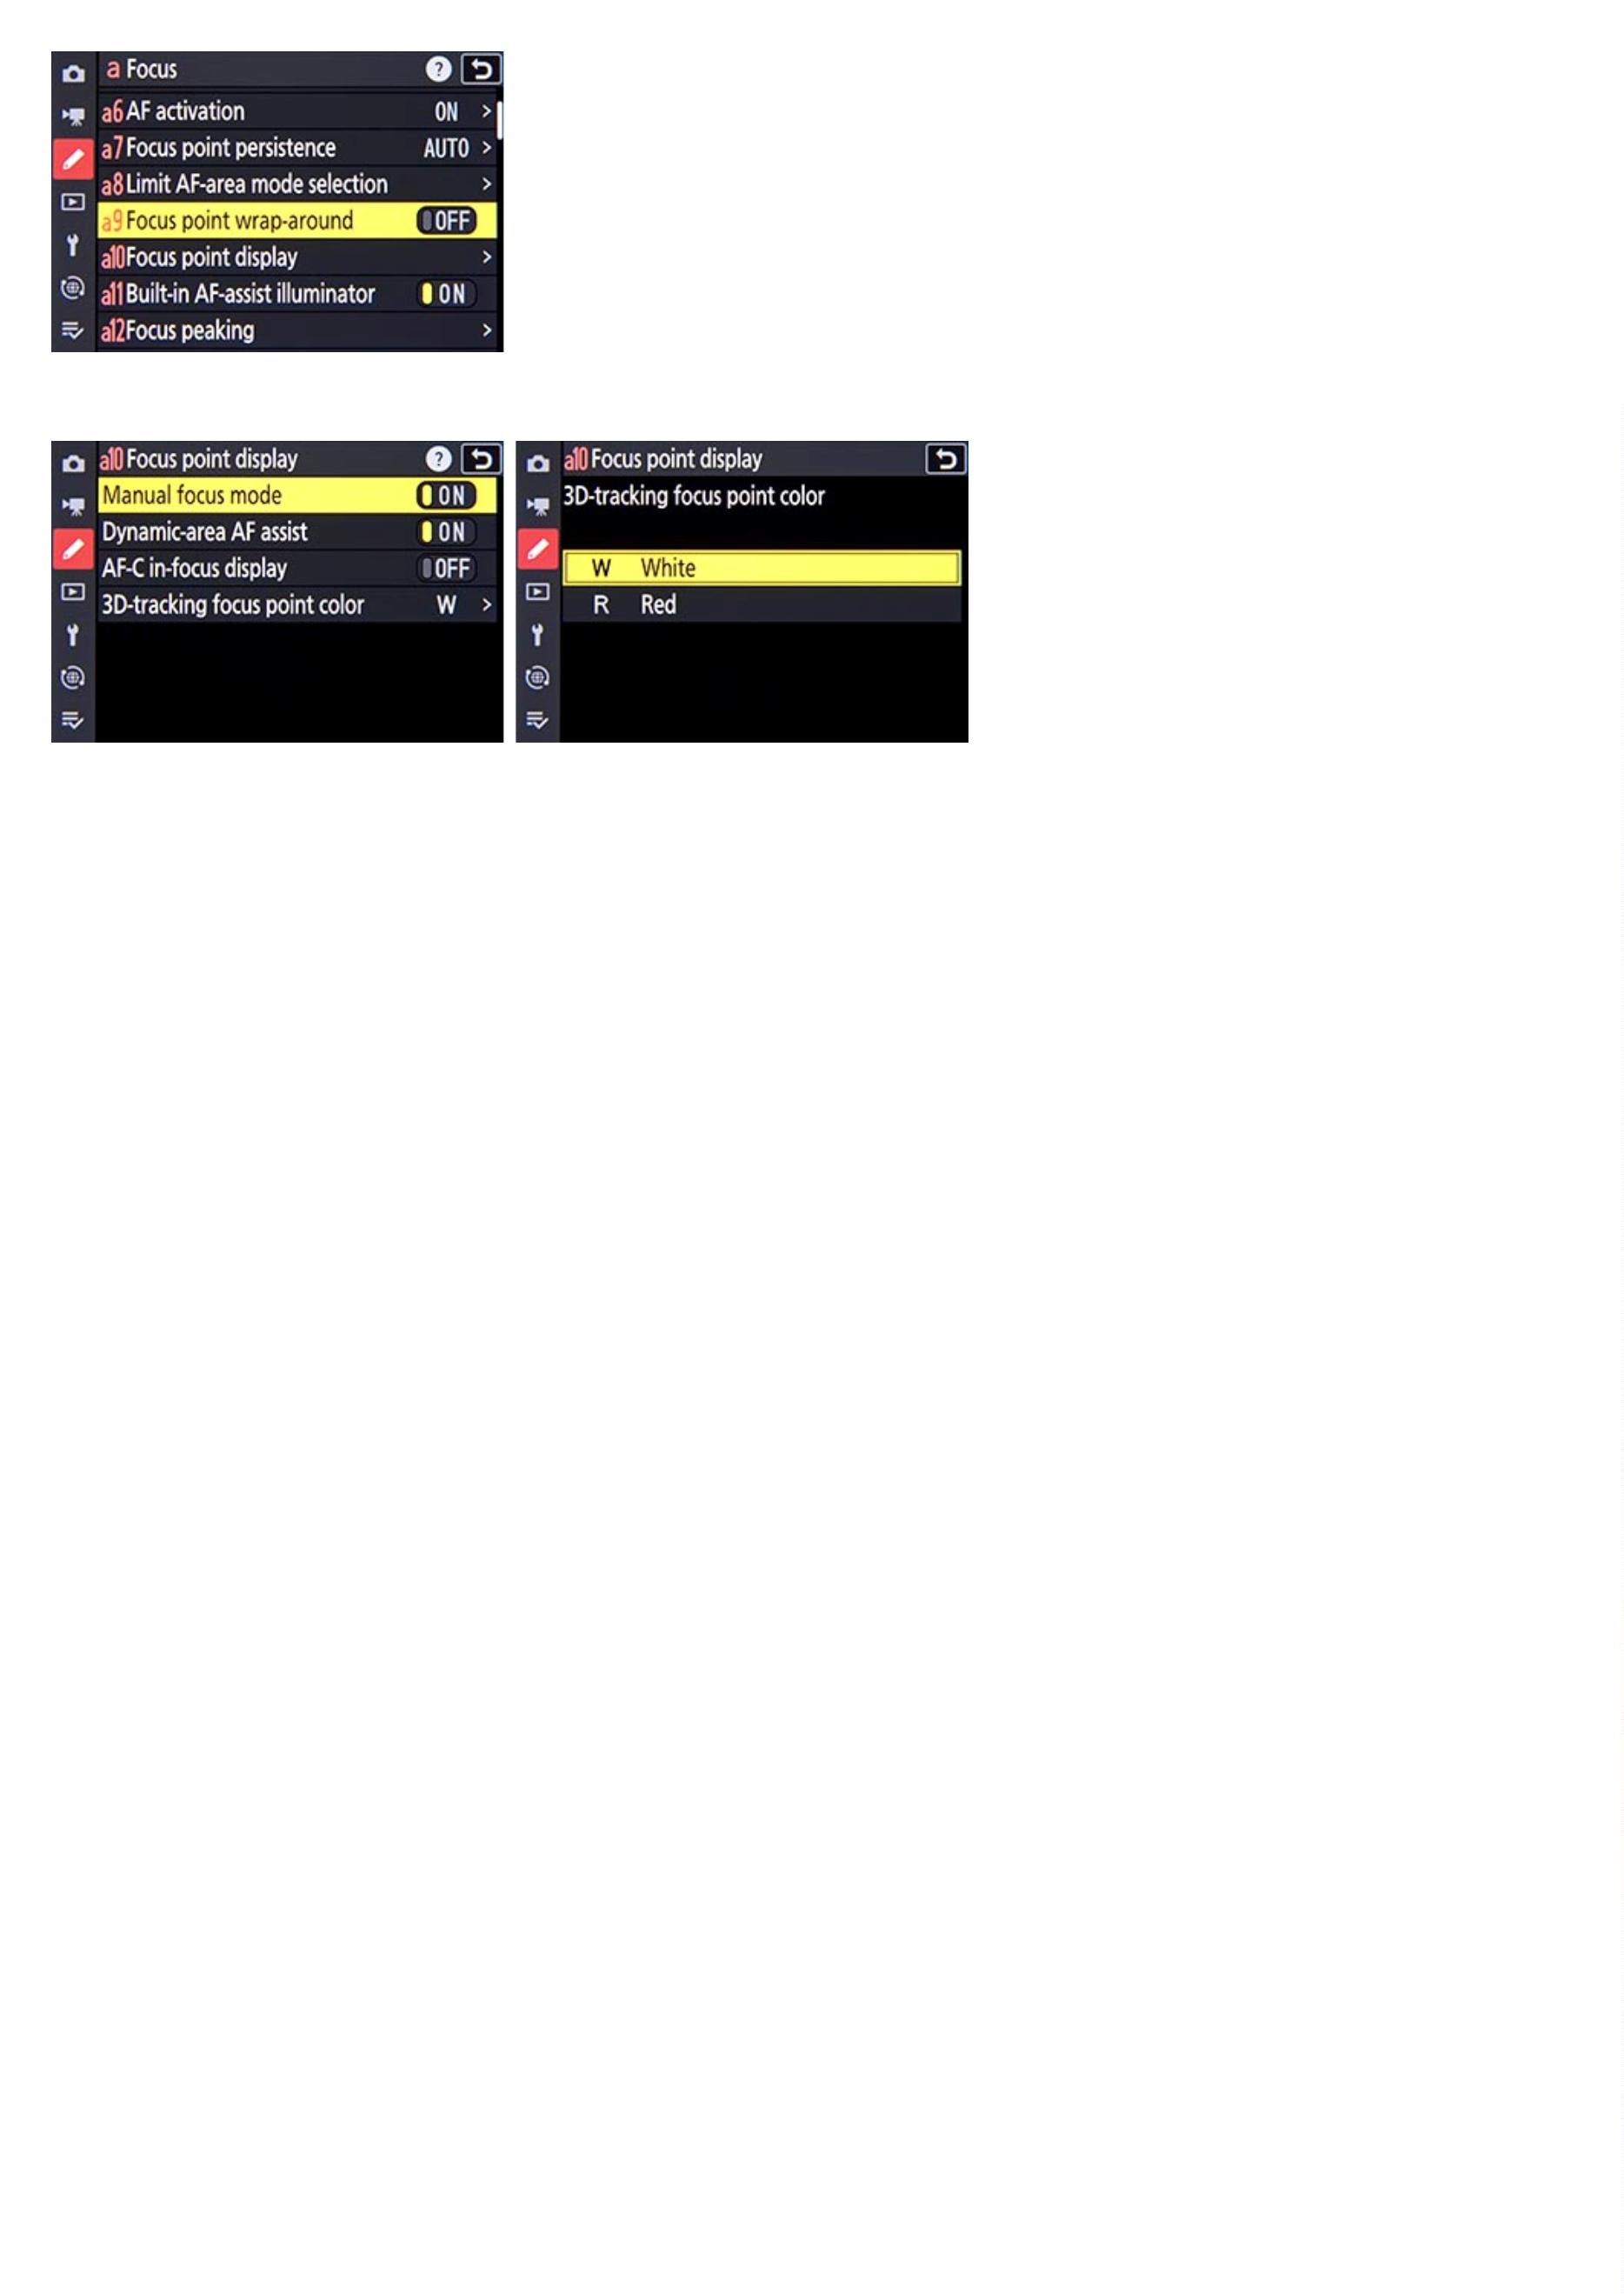 a Focus ?
a6 AF activation ON >
a7 Focus point persistence AUTO >
a8 Limit AF-area mode selection >
a9 Focus point wrap-around OFF
a10 Focus point display >
a11 Built-in AF-assist illuminator ON
a12 Focus peaking >
a10 Focus point display ?
Manual focus mode ON
Dynamic-area AF assist ON
AF-C in-focus display OFF
3D-tracking focus point color W >
a10 Focus point display
3D-tracking focus point color
W White
R Red